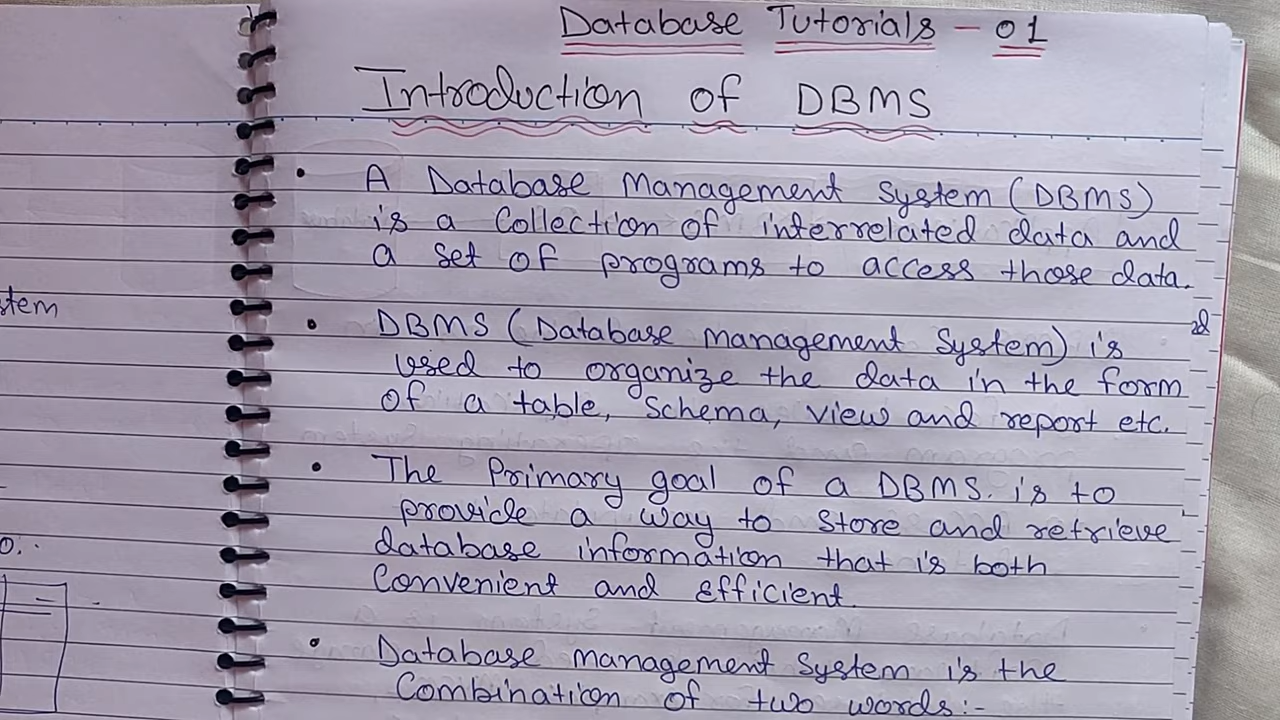 Database Tutorials - 01
Introduction of DBMS
• A Database Management System (DBMS)
is a Collection of interrelated data and
a set of programs to access those data.
• DBMS (Database Management System) is
used to organize the data in the form
of a table, Schema, view and report etc.
• The Primary goal of a DBMS. is to
provide a way to store and retrieve
database information that is both
Convenient and efficient.
• Database management System is the
Combination of two words:-
stem